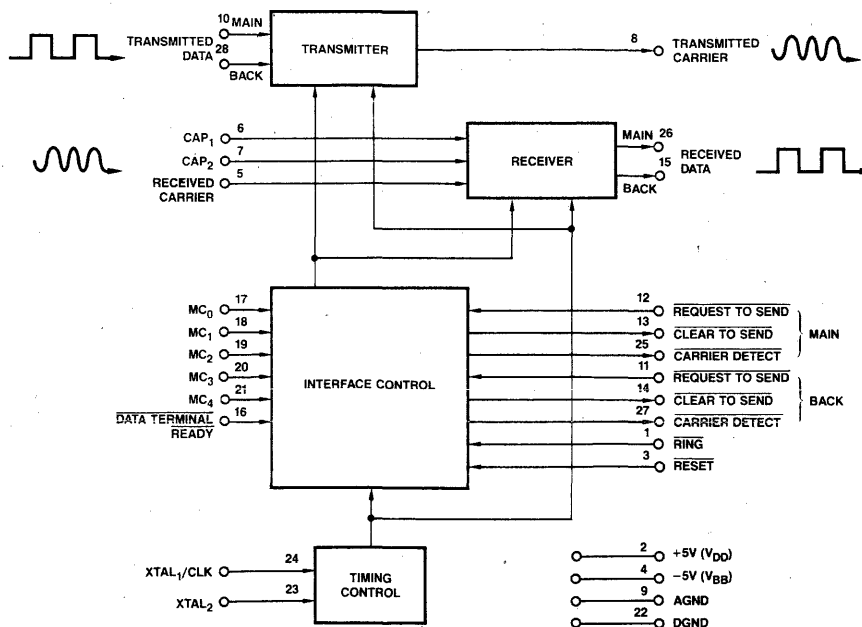 10 MAIN
TRANSMITTED
DATA
28
BACK
TRANSMITTER
8
TRANSMITTED
CARRIER
CAP1
6
CAP2
7
RECEIVED
CARRIER
5
RECEIVER
MAIN 26
15
BACK
RECEIVED
DATA
MC0 17
MC1 18
MC2 19
MC3 20
MC4 21
DATA TERMINAL
READY
16
INTERFACE CONTROL
12 REQUEST TO SEND
13 CLEAR TO SEND
25 CARRIER DETECT
MAIN
11 REQUEST TO SEND
14 CLEAR TO SEND
27 CARRIER DETECT
BACK
1 RING
3 RESET
XTAL1/CLK 24
XTAL2 23
TIMING
CONTROL
2 +5V (VDD)
4 −5V (VBB)
9 AGND
22 DGND